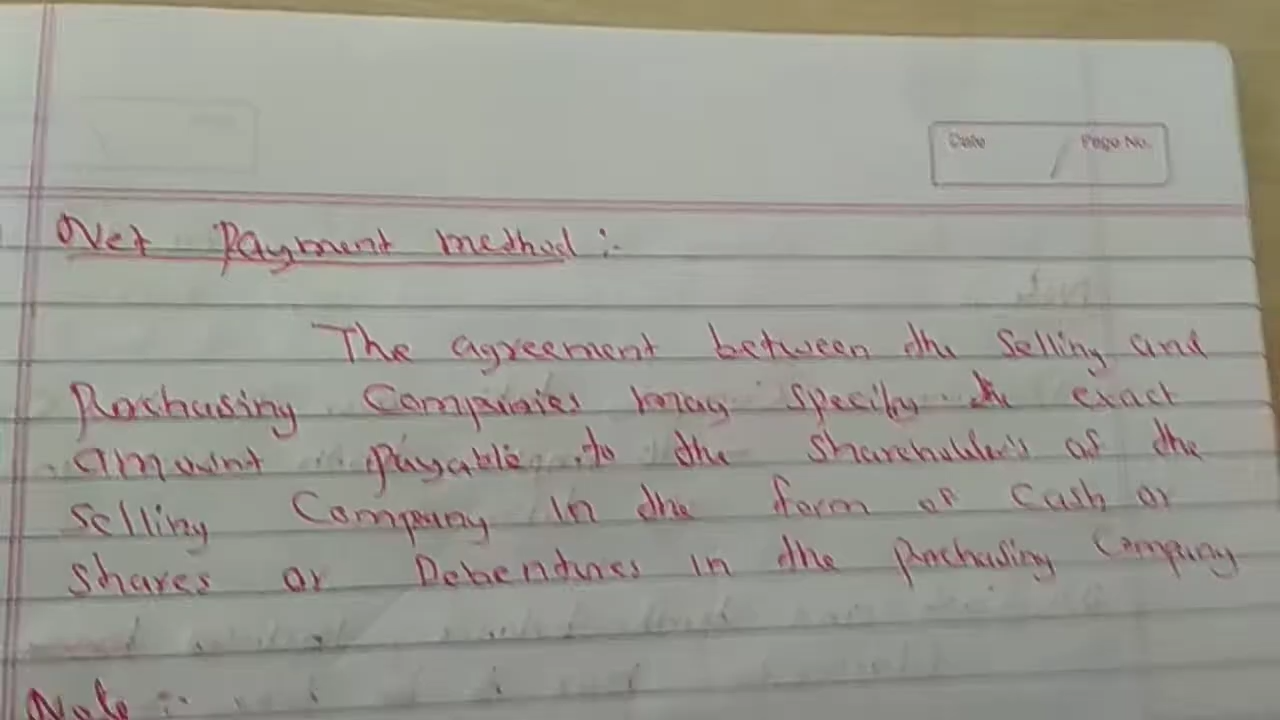 Date / Page No.
Net Payment method :-
The agreement between the Selling and
Purchasing Companies may specify the exact
amount payable to the shareholders of the
Selling Company in the form of Cash or
Shares or Debentures in the purchasing Company
Note :-